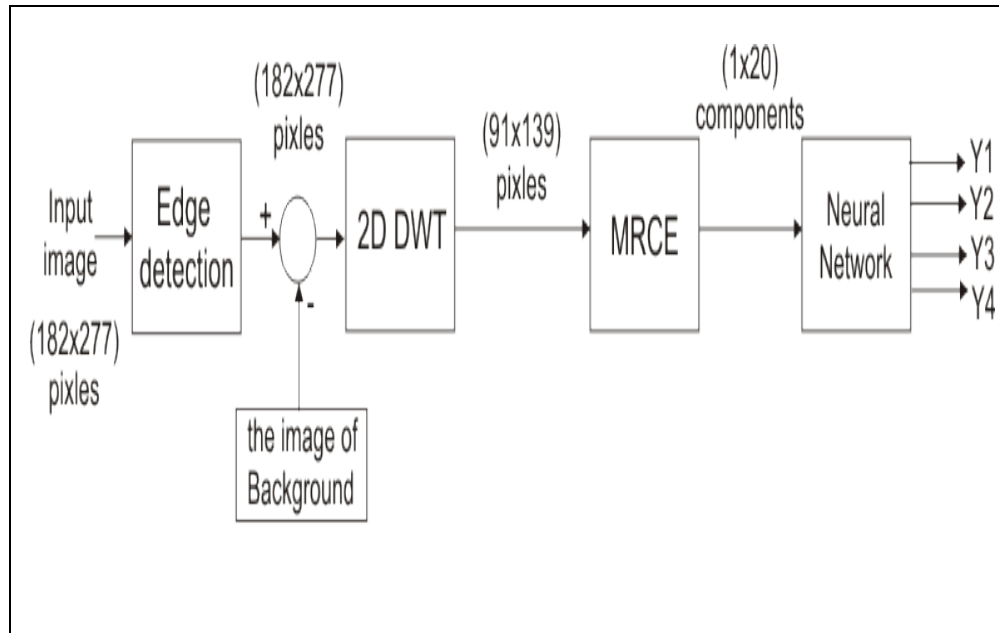 Input
image
(182x277)
pixles
Edge
detection
+
-
the image of
Background
(182x277)
pixles
2D DWT
(91x139)
pixles
MRCE
(1x20)
components
Neural
Network
Y1
Y2
Y3
Y4